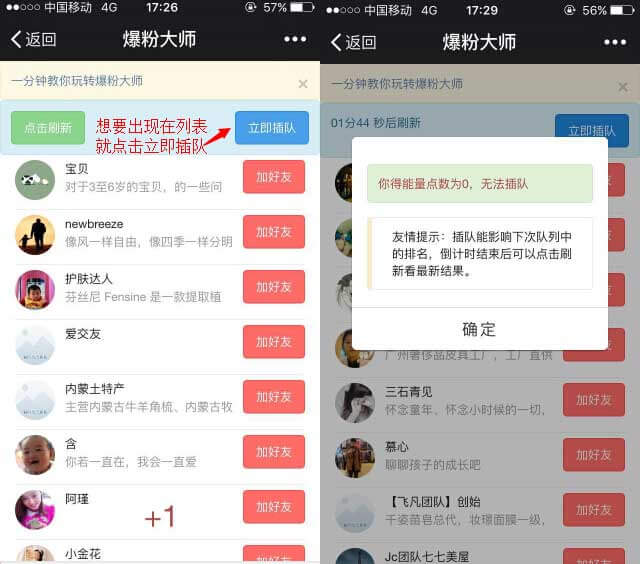 中国移动 4G
17:26
57%
返回
爆粉大师
一分钟教你玩转爆粉大师
×
点击刷新
想要出现在列表
就点击立即插队
立即插队
宝贝
对于3至6岁的宝贝，的一些问
加好友
newbreeze
像风一样自由，像四季一样分明
加好友
护肤达人
芬丝尼 Fensine 是一款提取植
加好友
爱交友
加好友
内蒙土特产
主营内蒙古牛羊角梳、内蒙古牧
加好友
含
你若一直在，我会一直爱
加好友
阿瑾
+1
加好友
小金花
加好友
中国移动 4G
17:29
56%
返回
爆粉大师
一分钟教你玩转爆粉大师
×
01分44 秒后刷新
立即插队
你得能量点数为0，无法插队
友情提示：插队能影响下次队列中
的排名，倒计时结束后可以点击刷
新看最新结果。
确定
广州奢侈品皮具工厂，工厂直供
三石青见
怀念童年、怀念小时候的一切，
加好友
慕心
聊聊孩子的成长吧
加好友
【飞凡团队】创始
千姿苗皂总代，妆璟面膜一级，
加好友
Jc团队七七美屋
加好友